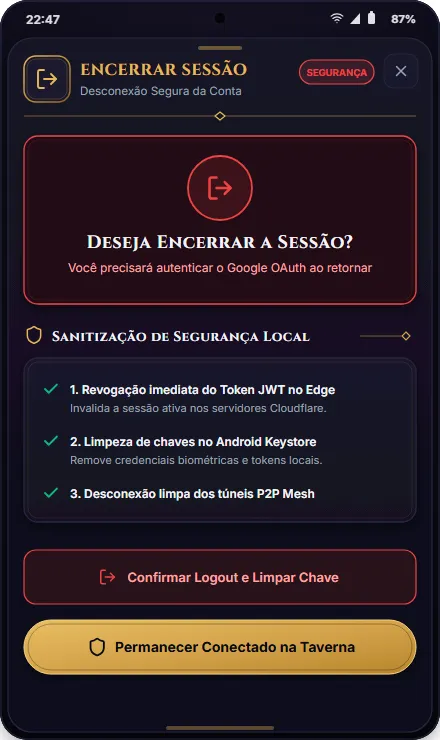 22:47
87%
ENCERRAR SESSÃO
Desconexão Segura da Conta
SEGURANÇA
Deseja Encerrar a Sessão?
Você precisará autenticar o Google OAuth ao retornar
Sanitização de Segurança Local
1. Revogação imediata do Token JWT no Edge
Invalida a sessão ativa nos servidores Cloudflare.
2. Limpeza de chaves no Android Keystore
Remove credenciais biométricas e tokens locais.
3. Desconexão limpa dos túneis P2P Mesh
Confirmar Logout e Limpar Chave
Permanecer Conectado na Taverna